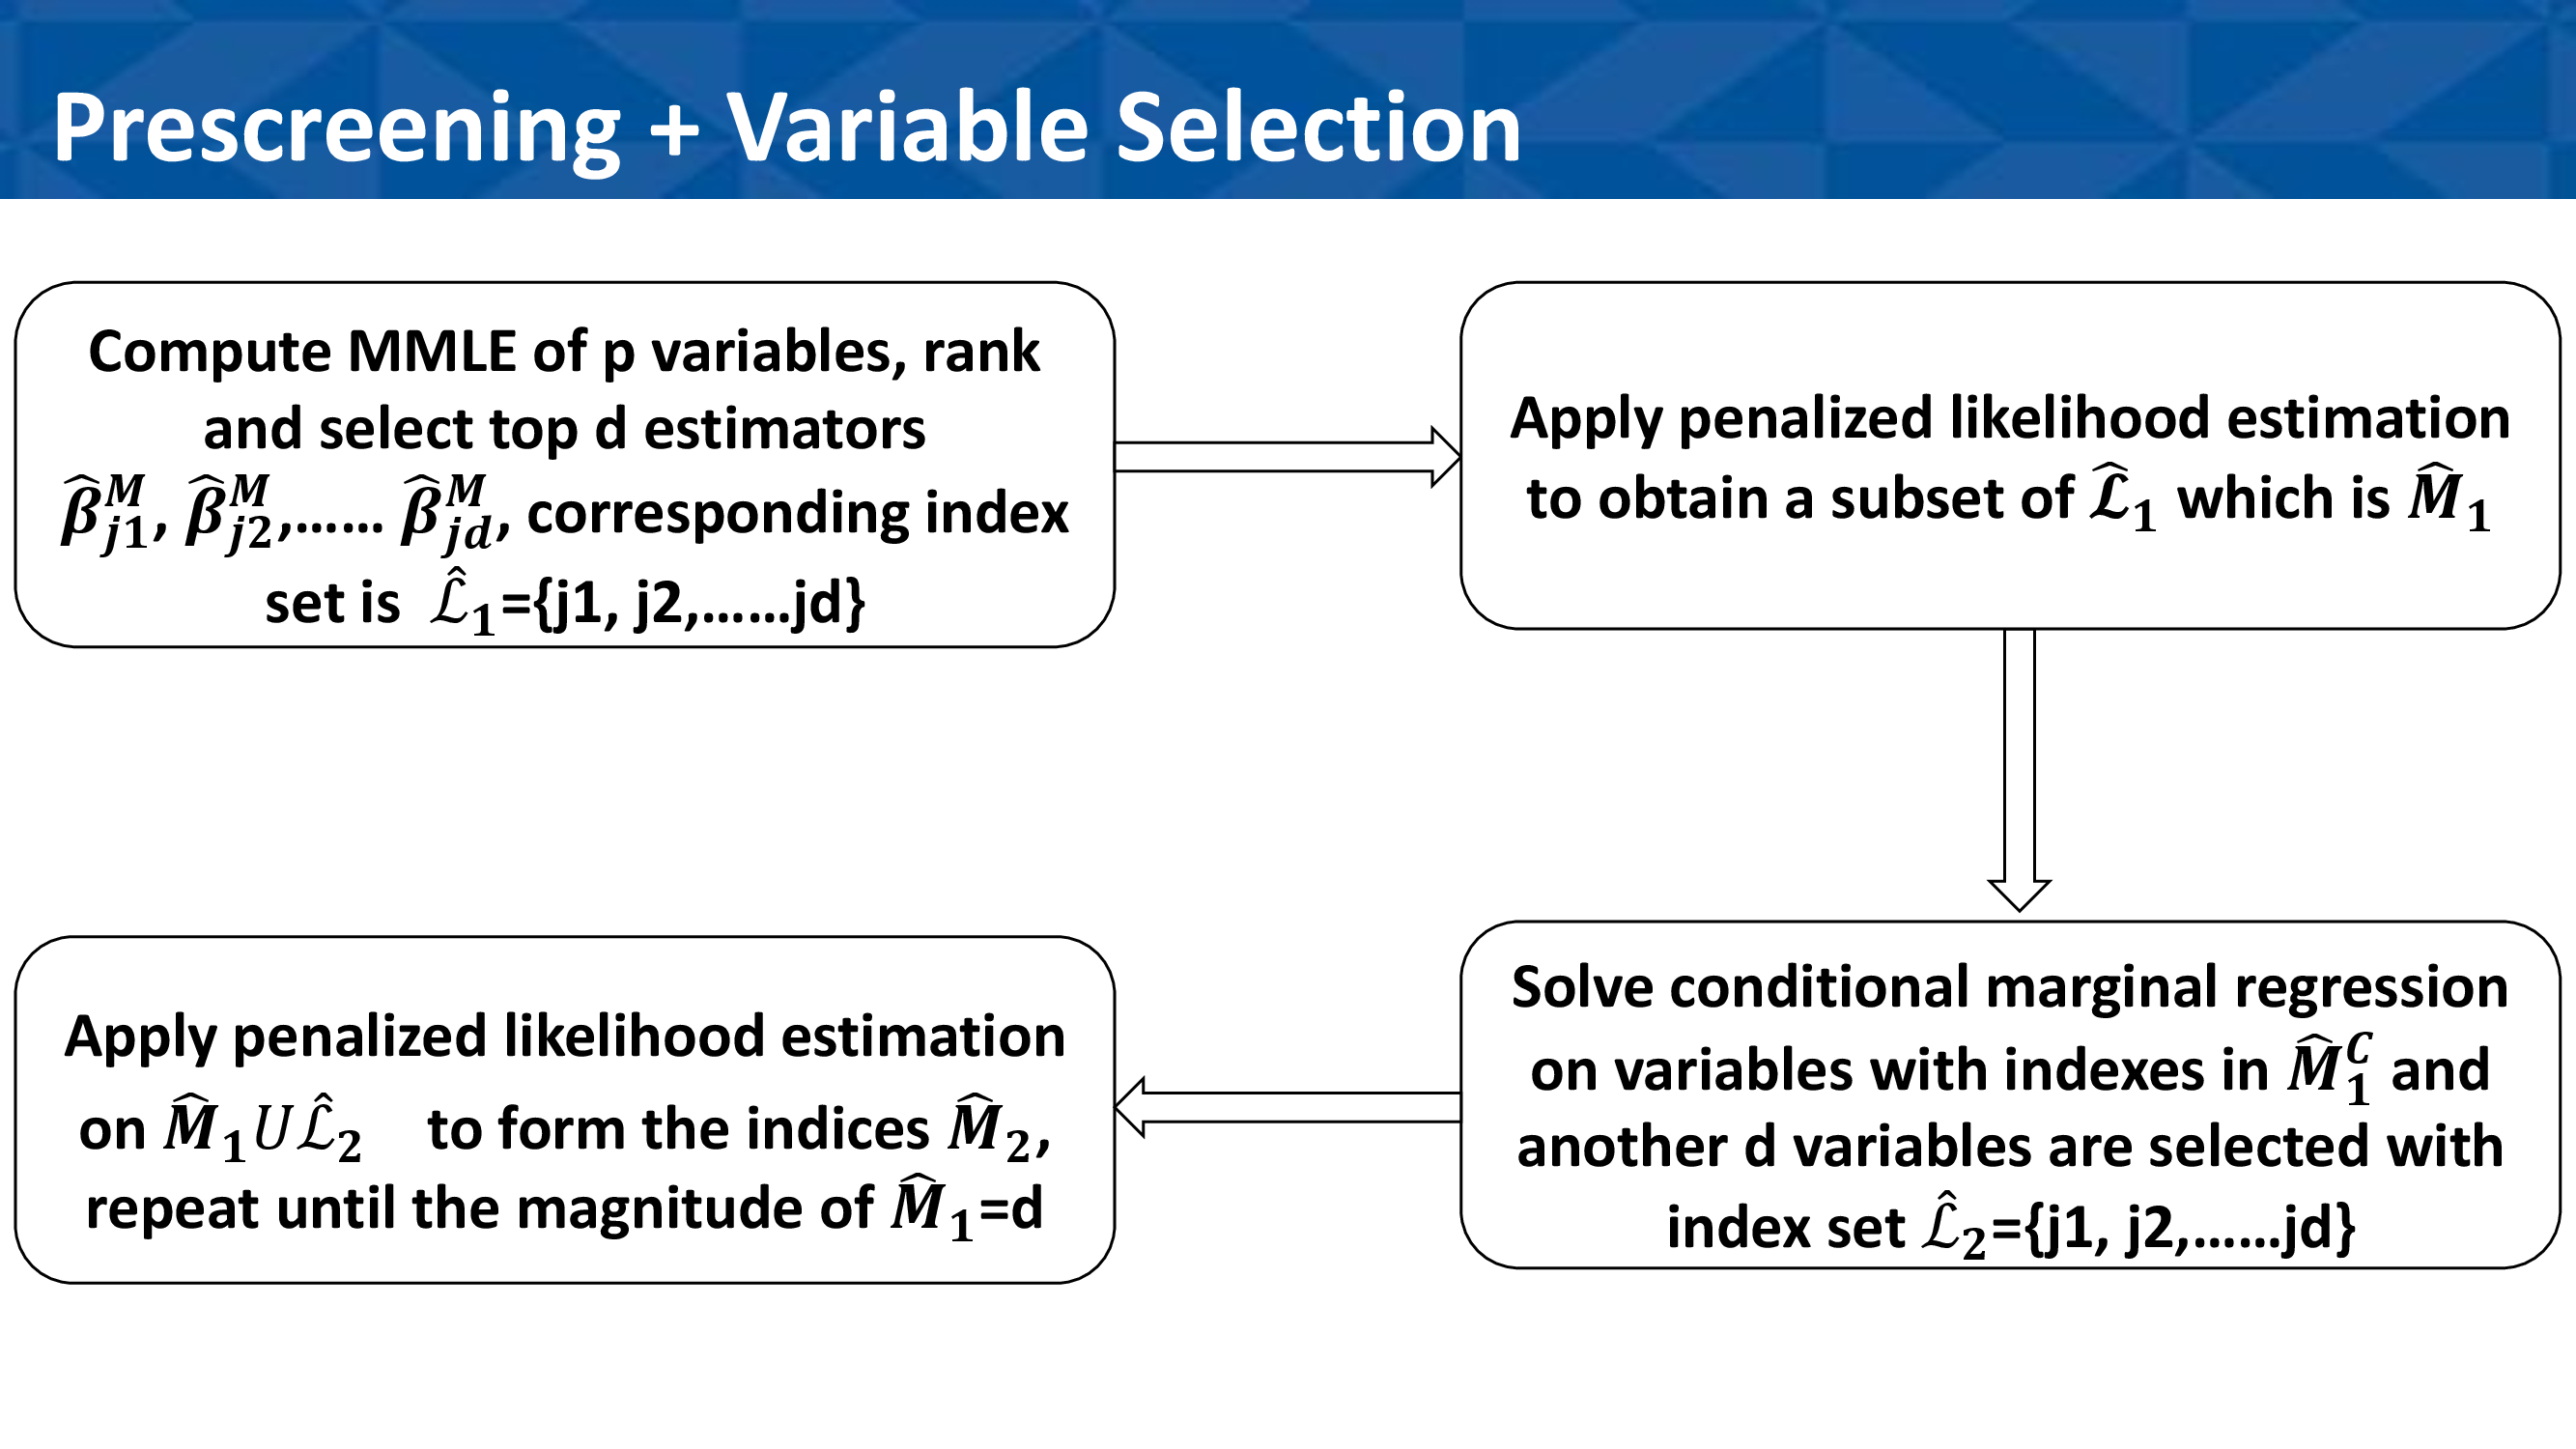 Prescreening + Variable Selection
Compute MMLE of p variables, rank
and select top d estimators
$\widehat{\beta}_{j1}^{M}$, $\widehat{\beta}_{j2}^{M}$,…… $\widehat{\beta}_{jd}^{M}$, corresponding index
set is $\hat{\mathcal{L}}_1$={j1, j2,……jd}
Apply penalized likelihood estimation
to obtain a subset of $\widehat{\mathcal{L}}_1$ which is $\widehat{M}_1$
Solve conditional marginal regression
on variables with indexes in $\widehat{M}_1^C$ and
another d variables are selected with
index set $\hat{\mathcal{L}}_2$={j1, j2,……jd}
Apply penalized likelihood estimation
on $\widehat{M}_1 U \hat{\mathcal{L}}_2$ to form the indices $\widehat{M}_2$,
repeat until the magnitude of $\widehat{M}_1$=d